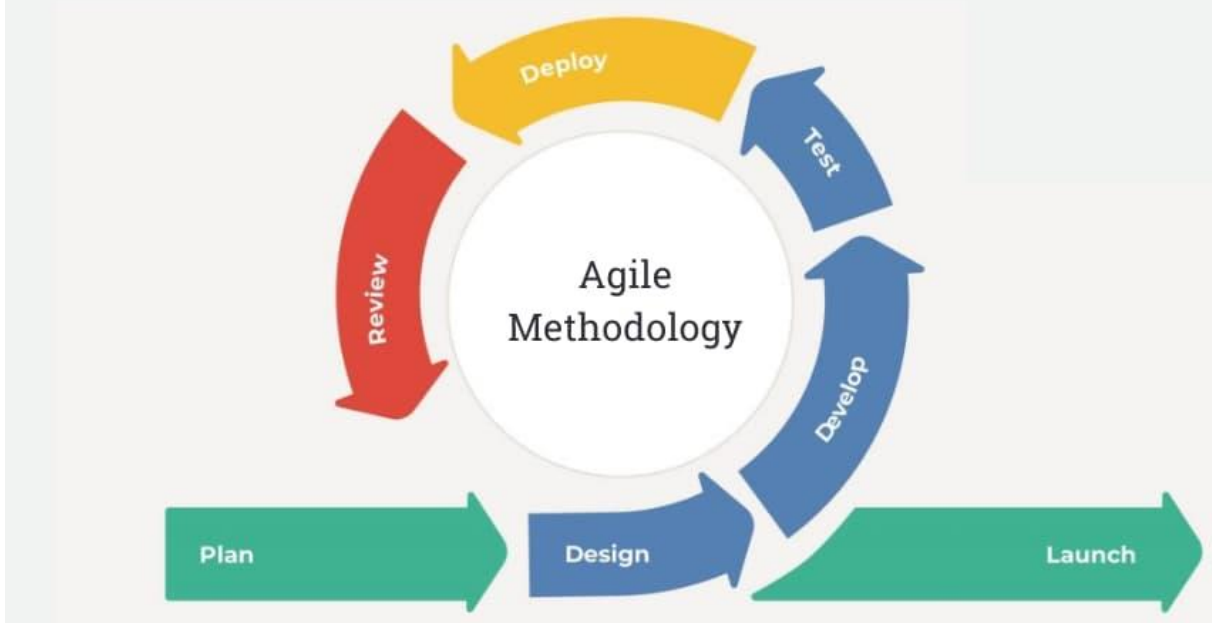 Deploy
Test
Review
Agile
Methodology
Develop
Plan
Design
Launch